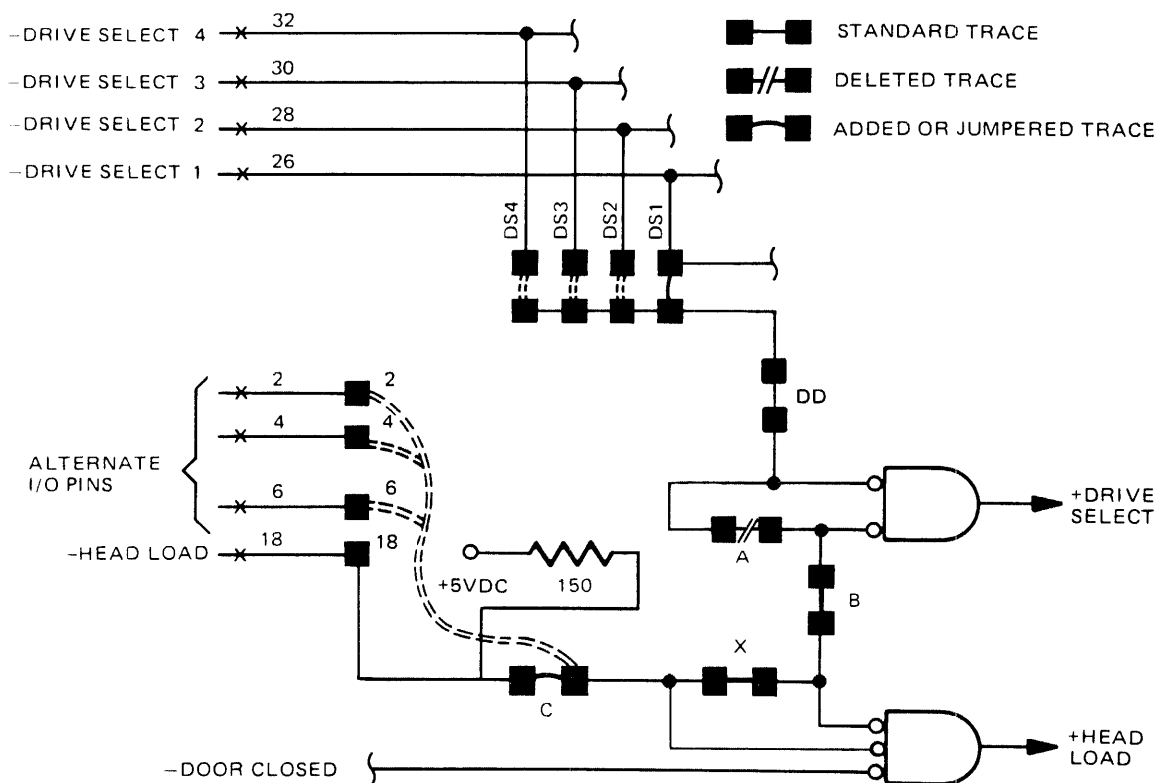 -DRIVE SELECT 4 32
-DRIVE SELECT 3 30
-DRIVE SELECT 2 28
-DRIVE SELECT 1 26
STANDARD TRACE
DELETED TRACE
ADDED OR JUMPERED TRACE
DS4 DS3 DS2 DS1
DD
ALTERNATE
I/O PINS
2 2
4 4
6 6
-HEAD LOAD 18 18
+5VDC 150
A
B
C
X
+DRIVE
SELECT
+HEAD
LOAD
-DOOR CLOSED